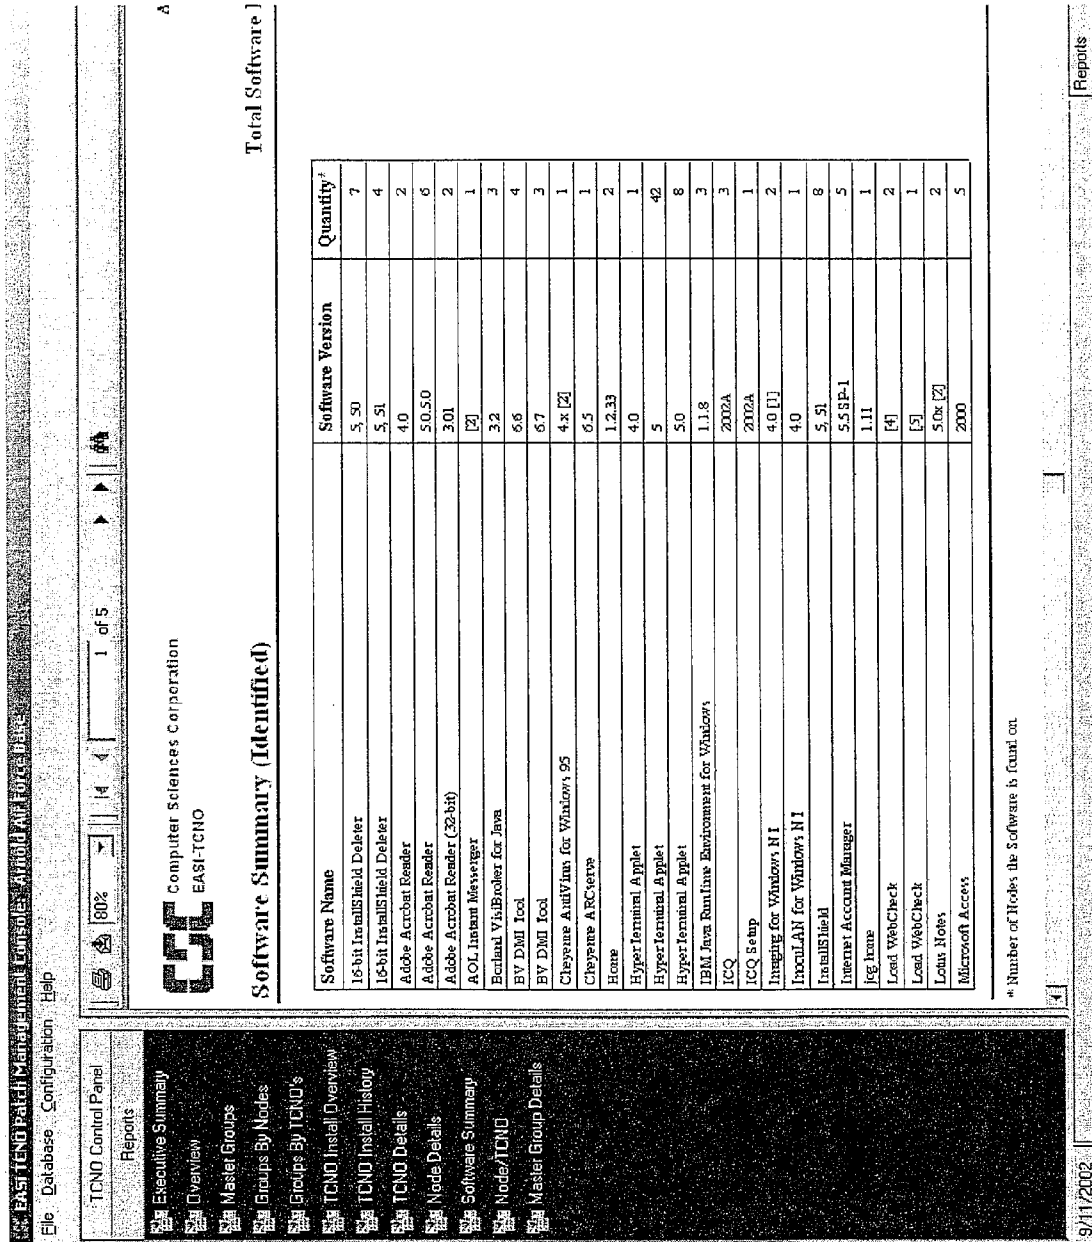 EASI TCNO Patch Management Console - Arnold Air Force Base
File Database Configuration Help
TCNO Control Panel
Reports
Executive Summary
Overview
Master Groups
Groups By Nodes
Groups By TCNO's
TCNO Install Overview
TCNO Install History
TCNO Details
Node Details
Software Summary
Node/TCNO
Master Group Details
80% 1 of 5
CSC Computer Sciences Corporation
EASI-TCNO
A
Software Summary (Identified)
Total Software
Software Name Software Version Quantity*
16-bit InstallShield Deleter 5, 50 7
16-bit InstallShield Deleter 5, 51 4
Adobe Acrobat Reader 4.0 2
Adobe Acrobat Reader 5.0.5.0 6
Adobe Acrobat Reader (32-bit) 3.01 2
AOL Instant Messenger [2] 1
Borland VisiBroker for Java 3.2 3
BV DMI Tool 6.6 4
BV DMI Tool 6.7 3
Cheyenne AntiVirus for Windows 95 4.x [2] 1
Cheyenne ARCserve 6.5 1
Home 1.2.33 2
HyperTerminal Applet 4.0 1
HyperTerminal Applet 5 42
HyperTerminal Applet 5.0 8
IBM Java RunTime Environment for Windows 1.1.8 3
ICQ 2002A 3
ICQ Setup 2002A 1
Imaging for Windows NT 4.0 [1] 2
InocuLAN for Windows NT 4.0 1
InstallShield 5, 51 8
Internet Account Manager 5.5 SP-1 5
jcg home 1.11 1
Load WebCheck [4] 2
Load WebCheck [5] 1
Lotus Notes 5.0x [2] 2
Microsoft Access 2000 5
* Number of Nodes the Software is found on
9/11/2002 Reports